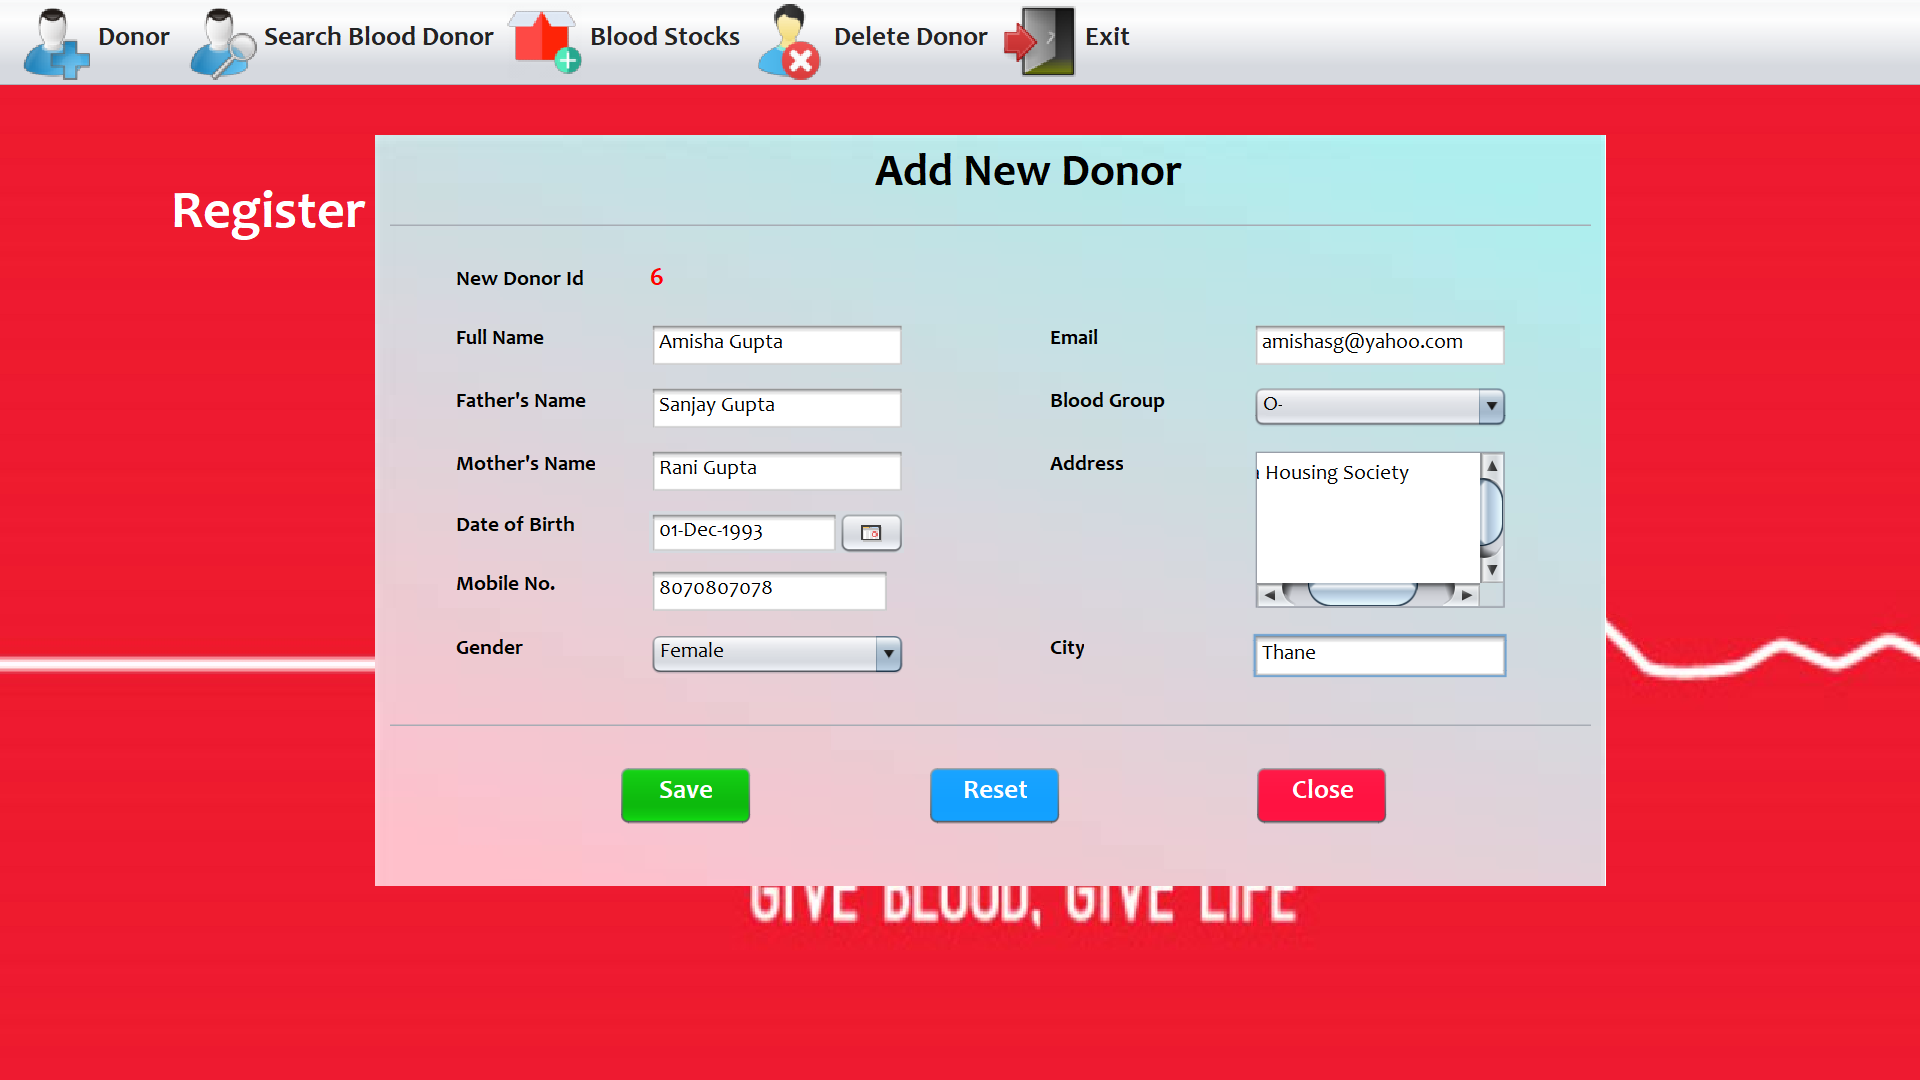 Donor Search Blood Donor Blood Stocks Delete Donor Exit
Register
Add New Donor
New Donor Id 6
Full Name Amisha Gupta Email amishasg@yahoo.com
Father's Name Sanjay Gupta Blood Group O-
Mother's Name Rani Gupta Address Housing Society
Date of Birth 01-Dec-1993
Mobile No. 8070807078
Gender Female City Thane
Save Reset Close
GIVE BLOOD, GIVE LIFE